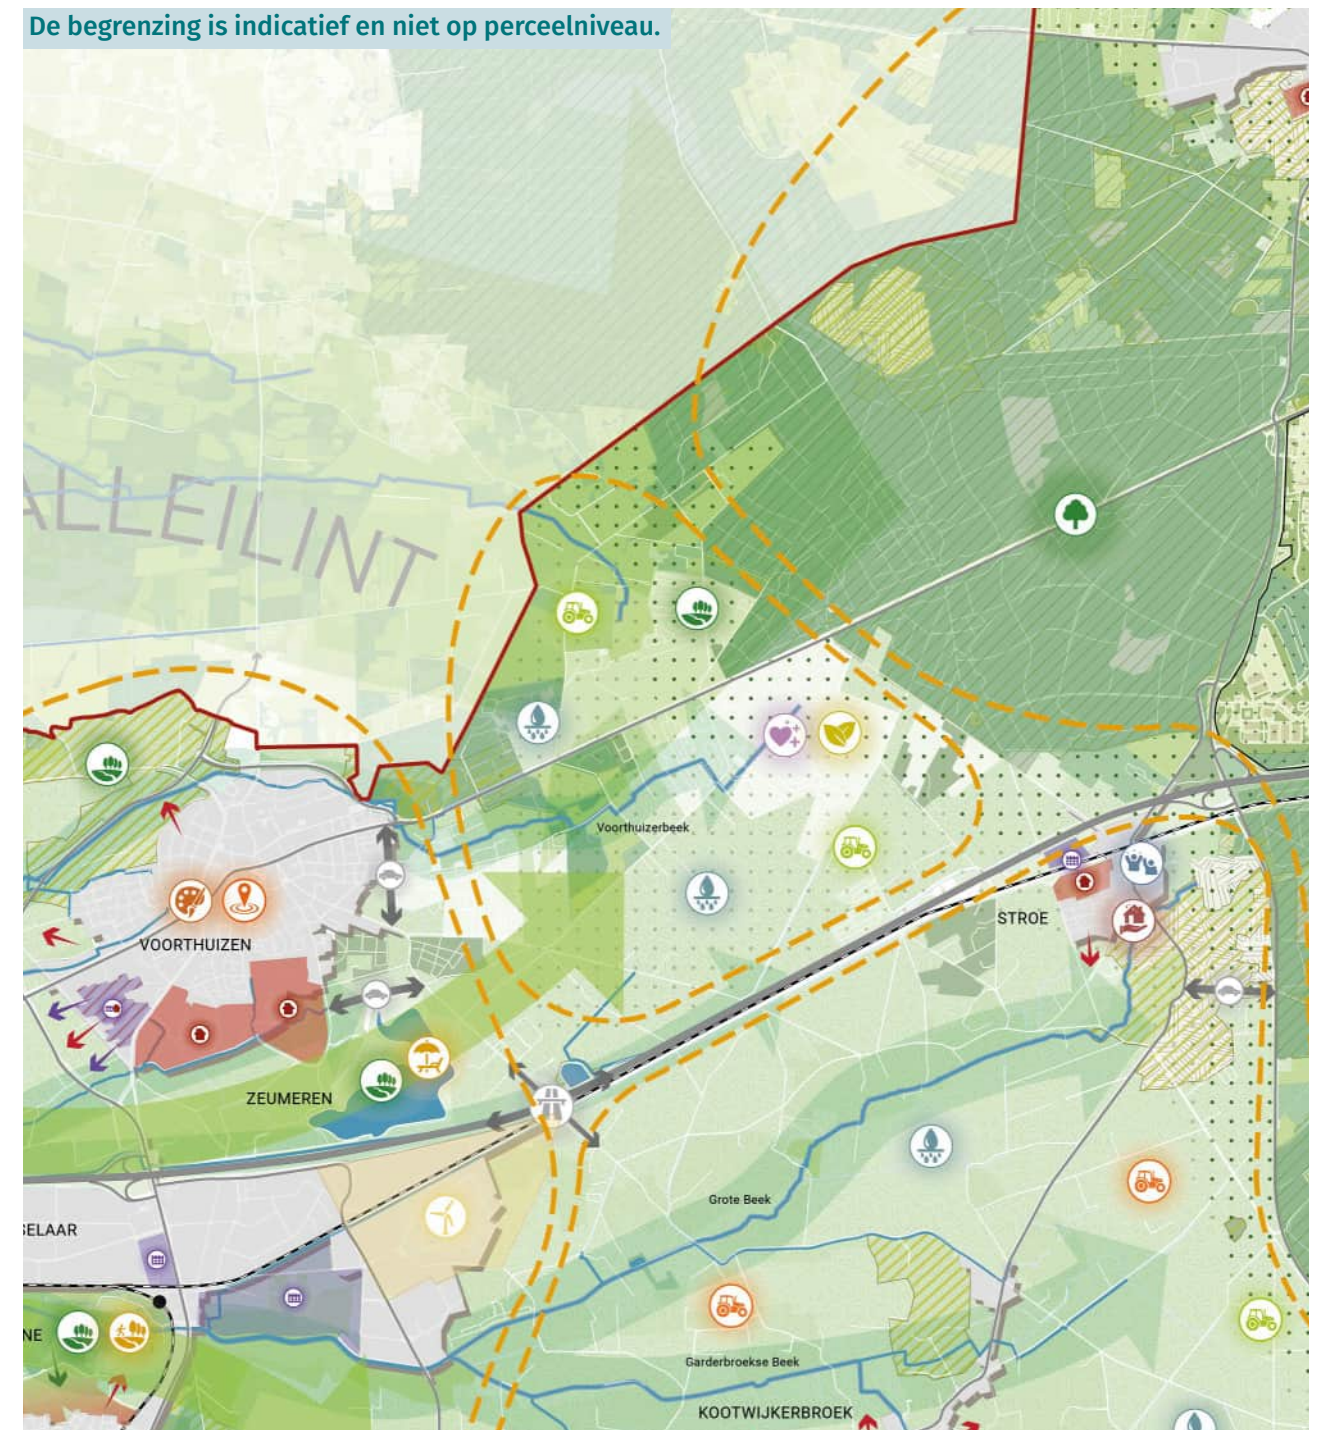 De begrenzing is indicatief en niet op perceelniveau.
ALLEILINT
Voorthuizerbeek
STROE
VOORTHUIZEN
ZEUMEREN
Grote Beek
SELAAR
NE
Garderbroekse Beek
KOOTWIJKERBROEK